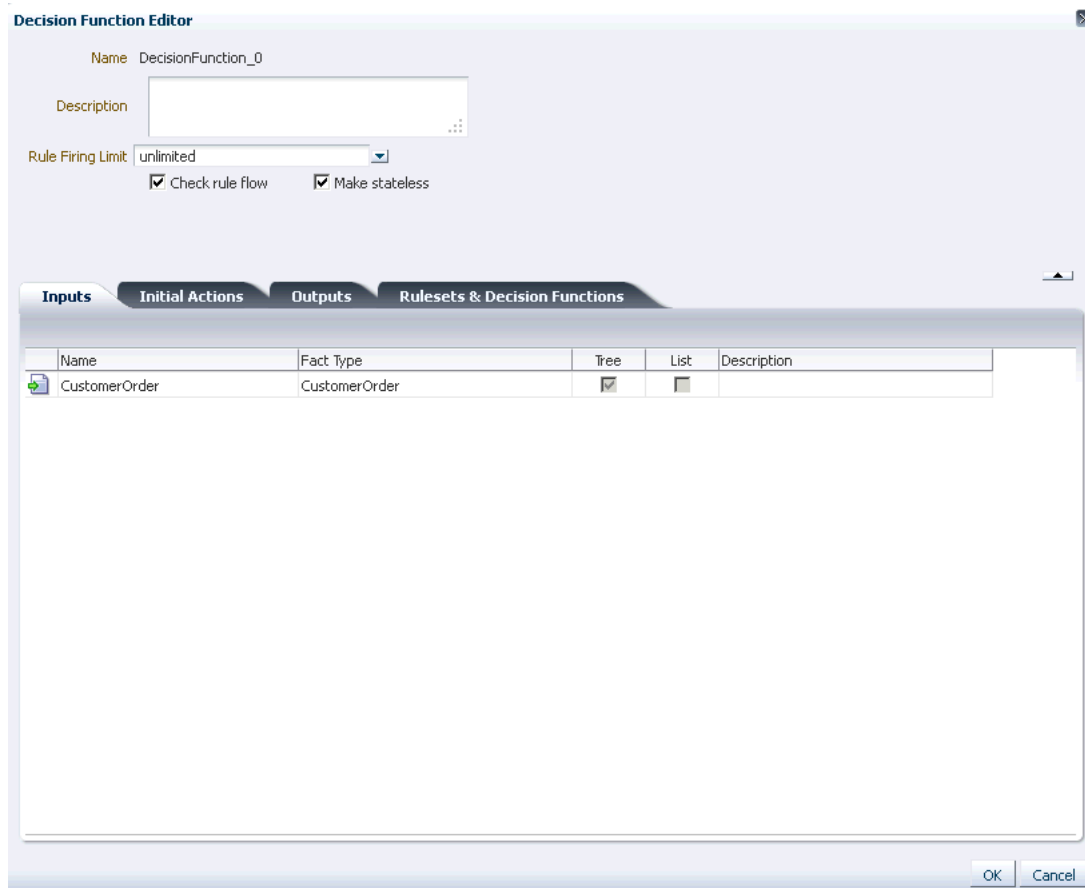 Decision Function Editor
Name DecisionFunction_0
Description
Rule Firing Limit unlimited
Check rule flow Make stateless
Inputs Initial Actions Outputs Rulesets & Decision Functions
Name Fact Type Tree List Description
CustomerOrder CustomerOrder
OK Cancel